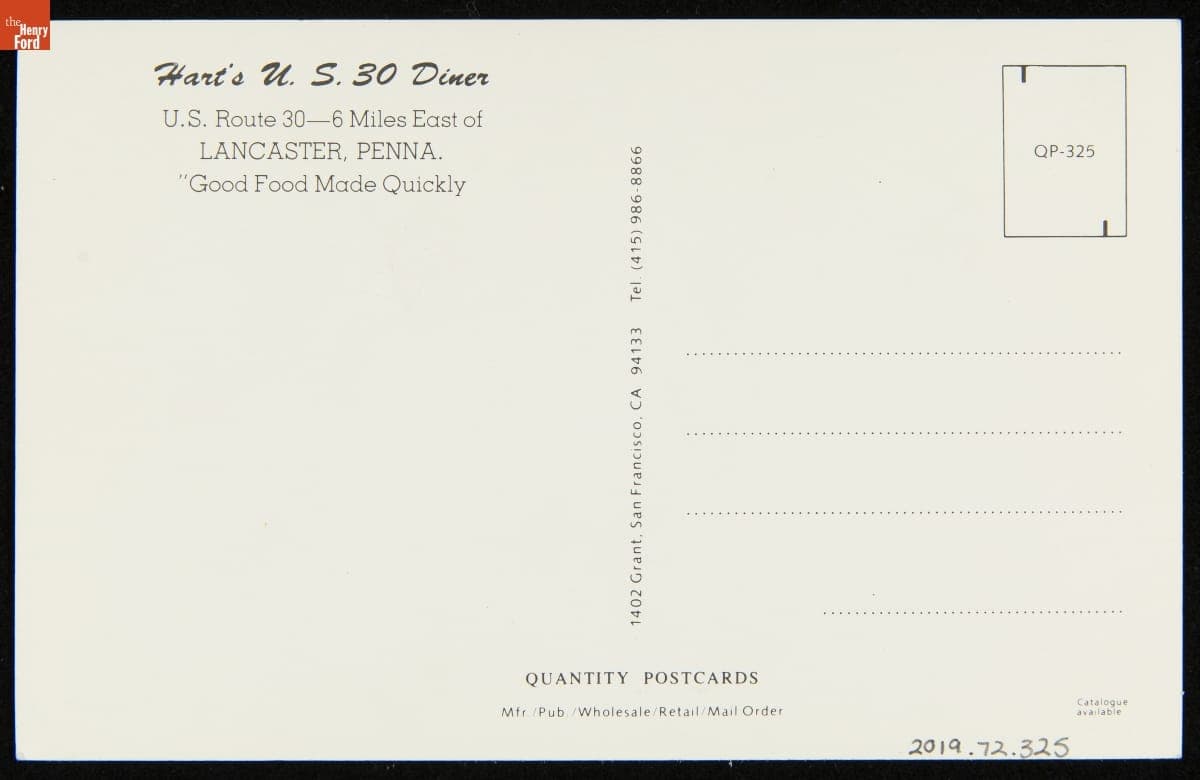 the
Henry
Ford
Hart's U. S. 30 Diner
U.S. Route 30—6 Miles East of
LANCASTER, PENNA.
"Good Food Made Quickly
1402 Grant, San Francisco, CA 94133 Tel. (415) 986-8866
QP-325
QUANTITY POSTCARDS
Mfr./Pub./Wholesale/Retail/Mail Order
Catalogue
available
2019.72.325